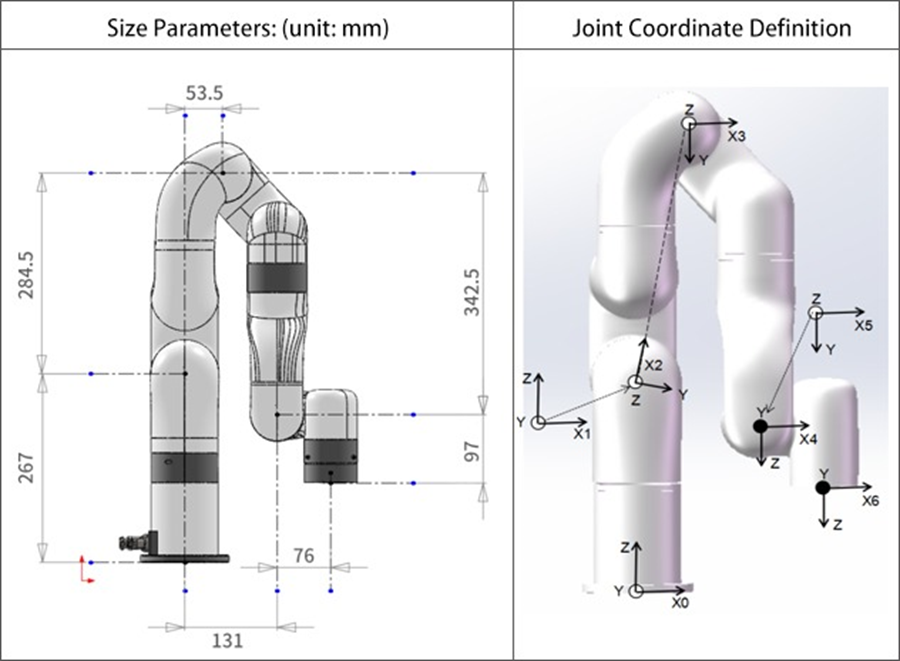 Size Parameters: (unit: mm)
Joint Coordinate Definition
53.5
284.5
342.5
267
97
76
131
Z
X3
Y
Z
X5
Y
X2
Z
Y
Z
Y
X1
Y
X4
Z
Y
X6
Z
Z
Y
X0